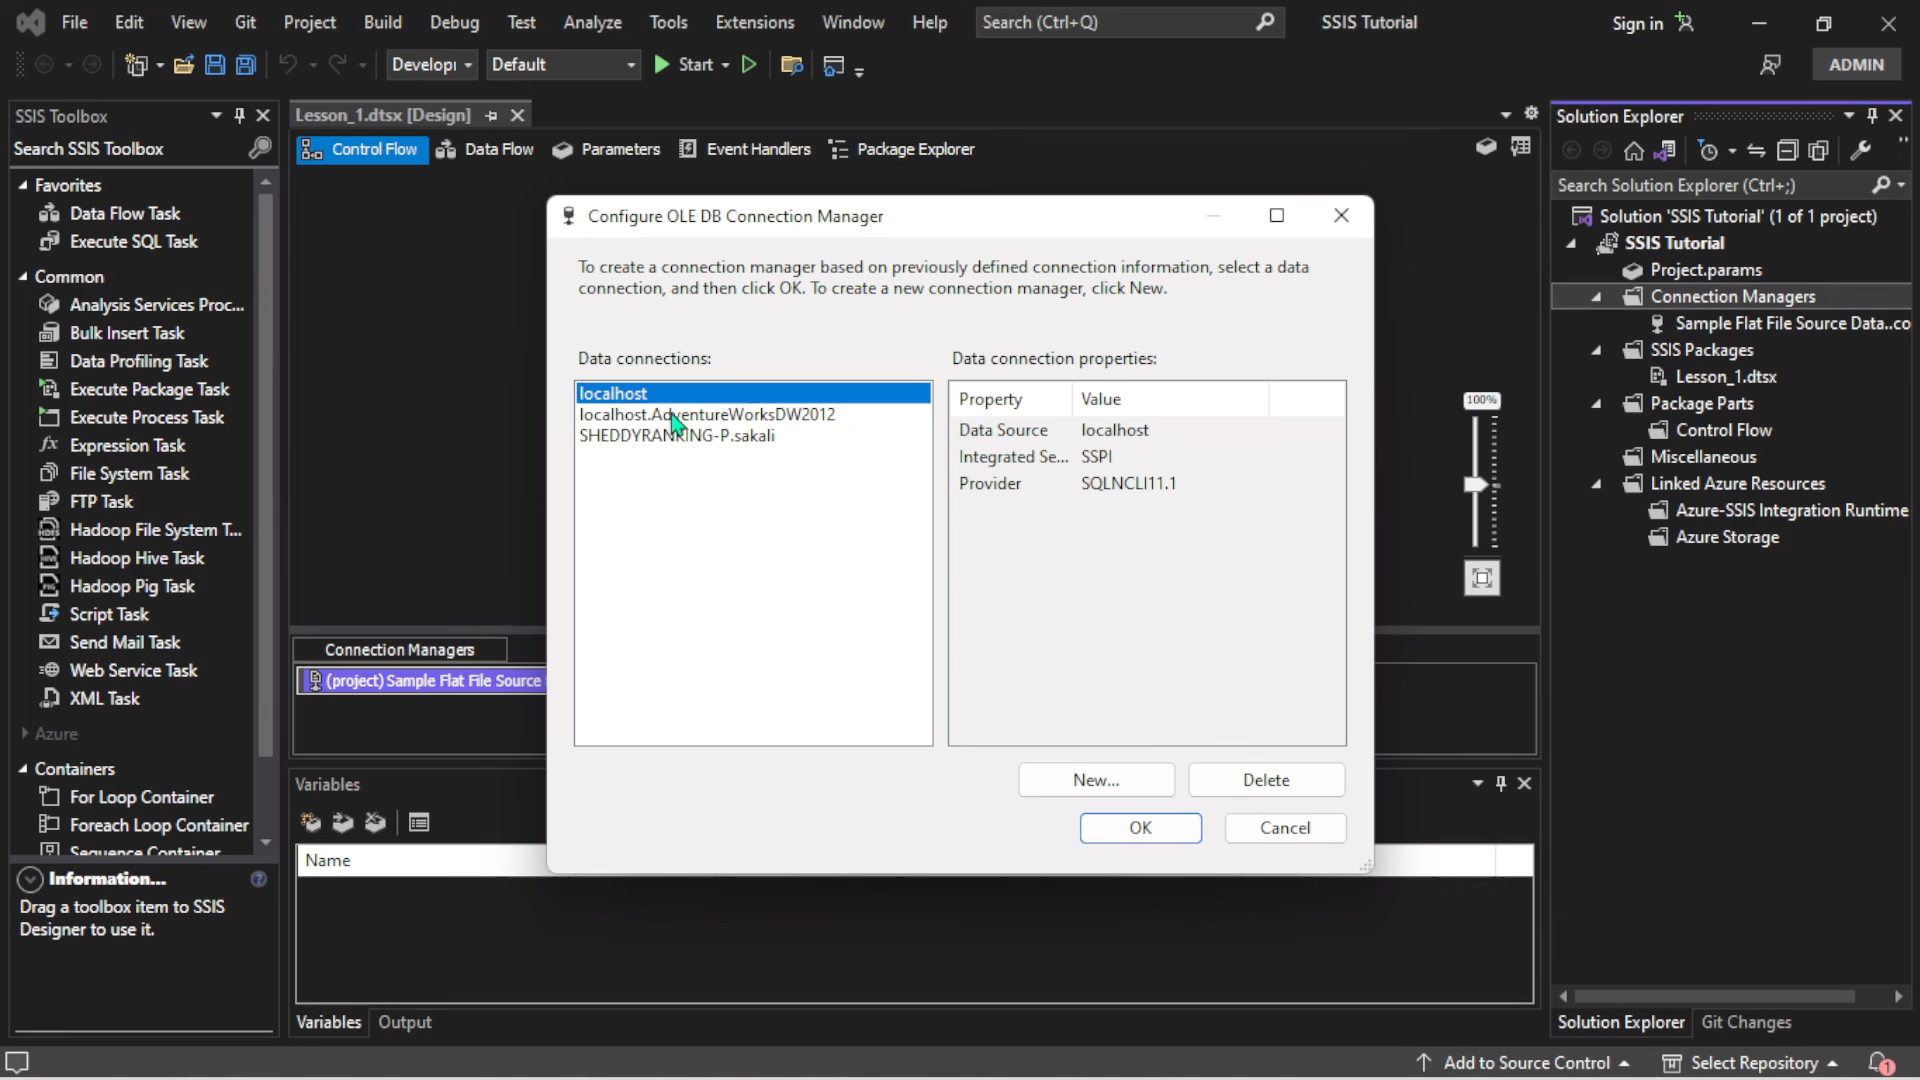 File Edit View Git Project Build Debug Test Analyze Tools Extensions Window Help Search (Ctrl+Q) SSIS Tutorial Sign in
Developi Default Start ADMIN
SSIS Toolbox
Search SSIS Toolbox
Favorites
Data Flow Task
Execute SQL Task
Common
Analysis Services Proc...
Bulk Insert Task
Data Profiling Task
Execute Package Task
Execute Process Task
Expression Task
File System Task
FTP Task
Hadoop File System T...
Hadoop Hive Task
Hadoop Pig Task
Script Task
Send Mail Task
Web Service Task
XML Task
Azure
Containers
For Loop Container
Foreach Loop Container
Sequence Container
Information...
Drag a toolbox item to SSIS
Designer to use it.
Lesson_1.dtsx [Design]
Control Flow Data Flow Parameters Event Handlers Package Explorer
Configure OLE DB Connection Manager
To create a connection manager based on previously defined connection information, select a data
connection, and then click OK. To create a new connection manager, click New.
Data connections:
localhost
localhost.AdventureWorksDW2012
SHEDDYRANKING-P.sakali
Data connection properties:
Property Value
Data Source localhost
Integrated Se... SSPI
Provider SQLNCLI11.1
New... Delete
OK Cancel
100%
Connection Managers
(project) Sample Flat File Source
Variables
Name
Variables Output
Solution Explorer
Search Solution Explorer (Ctrl+;)
Solution 'SSIS Tutorial' (1 of 1 project)
SSIS Tutorial
Project.params
Connection Managers
Sample Flat File Source Data..co
SSIS Packages
Lesson_1.dtsx
Package Parts
Control Flow
Miscellaneous
Linked Azure Resources
Azure-SSIS Integration Runtime
Azure Storage
Solution Explorer Git Changes
Add to Source Control Select Repository 1